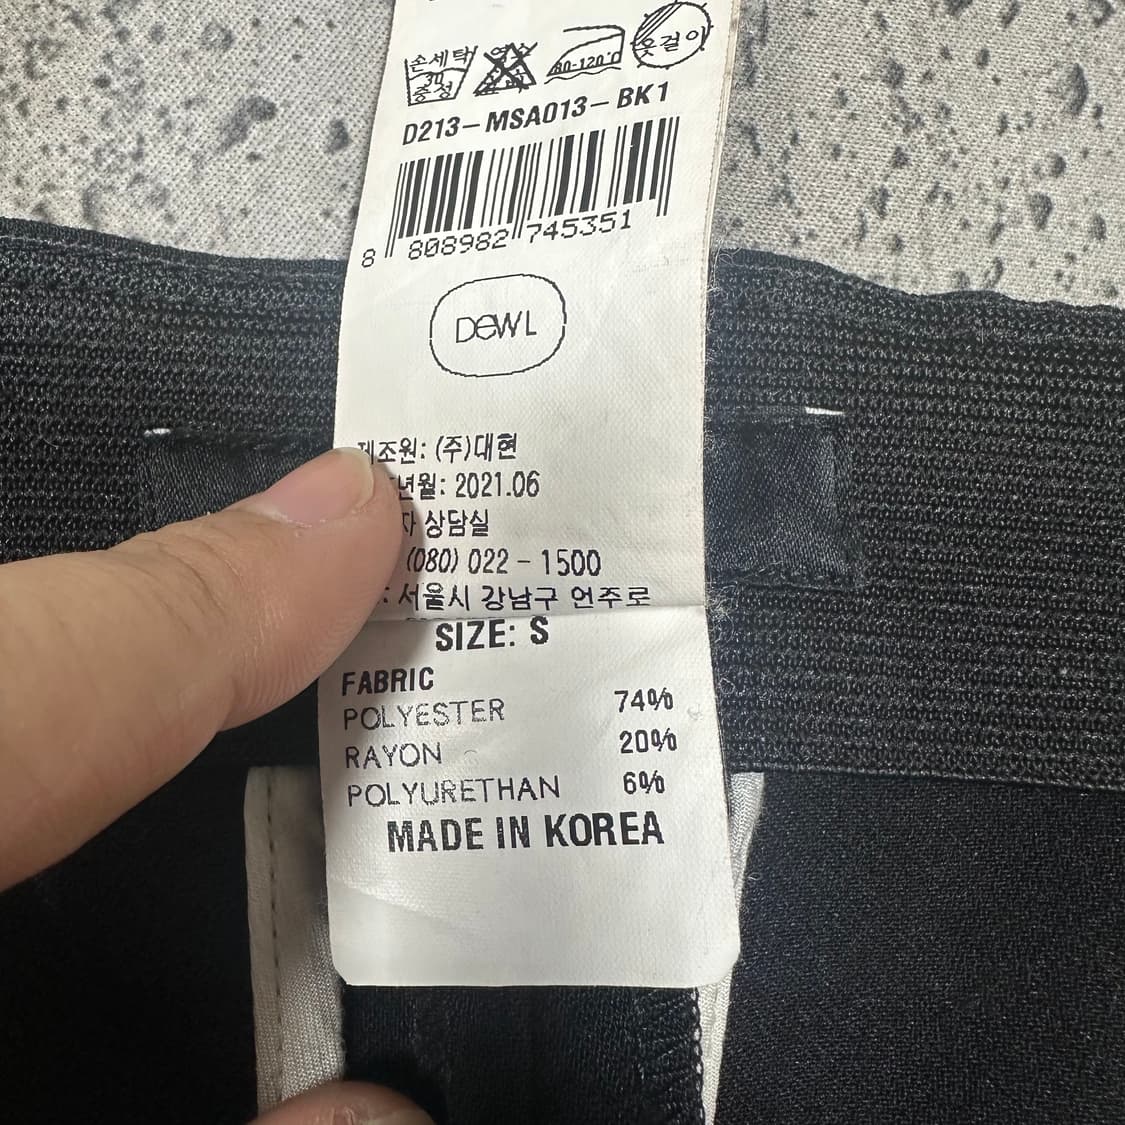 손세탁
30
중성
80-120℃
옷걸이
D213-MSA013-BK1
8 808982 745351
DEWL
제조원: (주)대현
년월: 2021.06
자 상담실
(080) 022-1500
: 서울시 강남구 언주로
SIZE: S
FABRIC
POLYESTER 74%
RAYON 20%
POLYURETHAN 6%
MADE IN KOREA